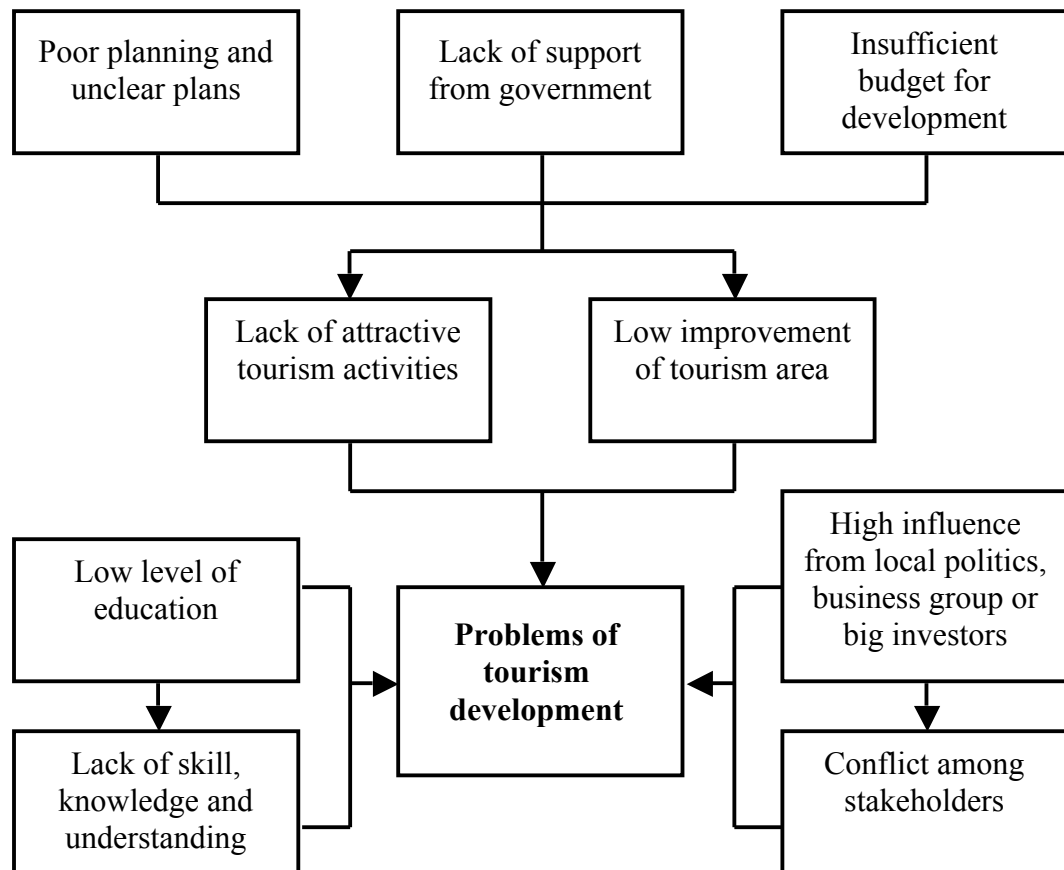 Poor planning and
unclear plans
Lack of support
from government
Insufficient
budget for
development
Lack of attractive
tourism activities
Low improvement
of tourism area
Low level of
education
Problems of
tourism
development
High influence
from local politics,
business group or
big investors
Lack of skill,
knowledge and
understanding
Conflict among
stakeholders